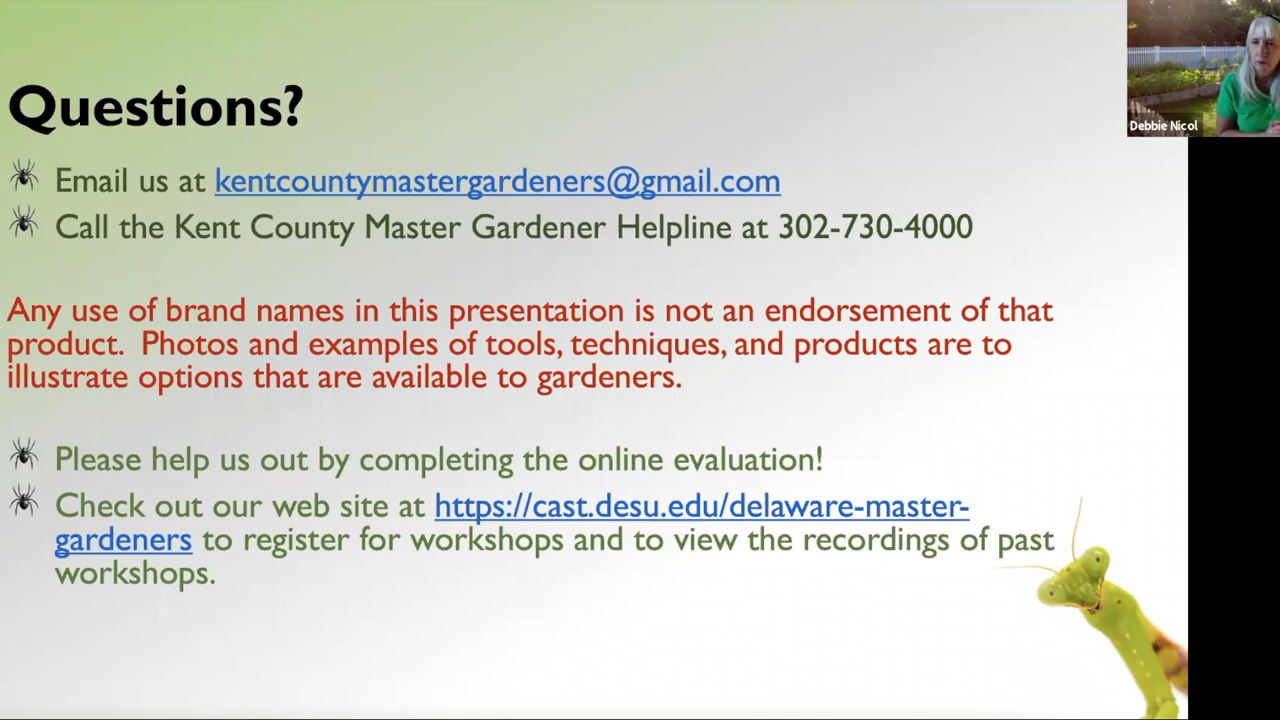 Questions?
Email us at kentcountymastergardeners@gmail.com
Call the Kent County Master Gardener Helpline at 302-730-4000
Any use of brand names in this presentation is not an endorsement of that
product.  Photos and examples of tools, techniques, and products are to
illustrate options that are available to gardeners.
Please help us out by completing the online evaluation!
Check out our web site at https://cast.desu.edu/delaware-master-
gardeners to register for workshops and to view the recordings of past
workshops.
Debbie Nicol